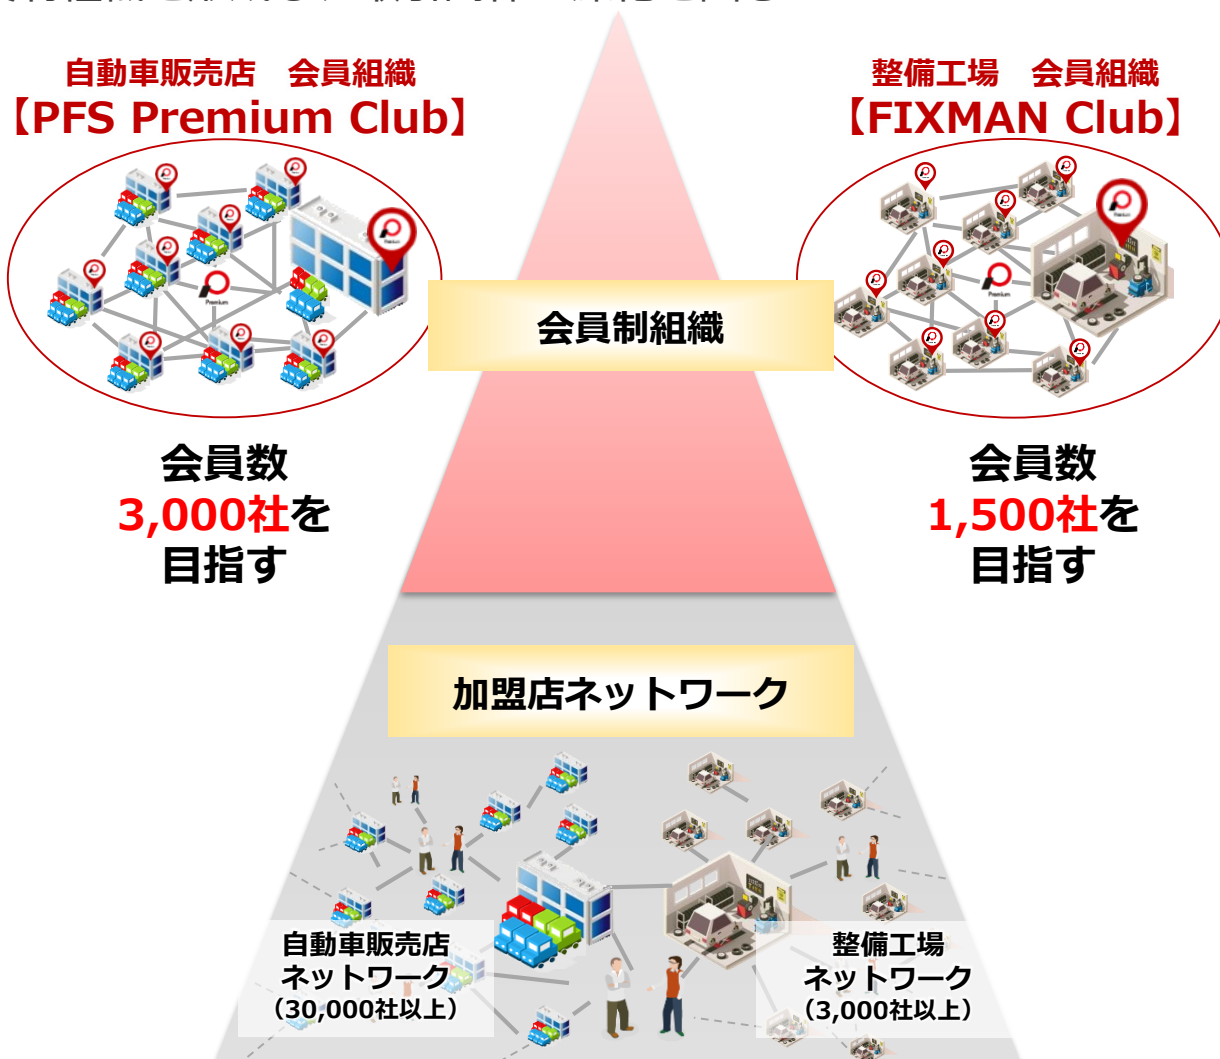 自動車販売店　会員組織
【PFS Premium Club】
整備工場　会員組織
【FIXMAN Club】
Premium
Premium
会員制組織
会員数
3,000社を
目指す
会員数
1,500社を
目指す
加盟店ネットワーク
自動車販売店
ネットワーク
（30,000社以上）
整備工場
ネットワーク
（3,000社以上）